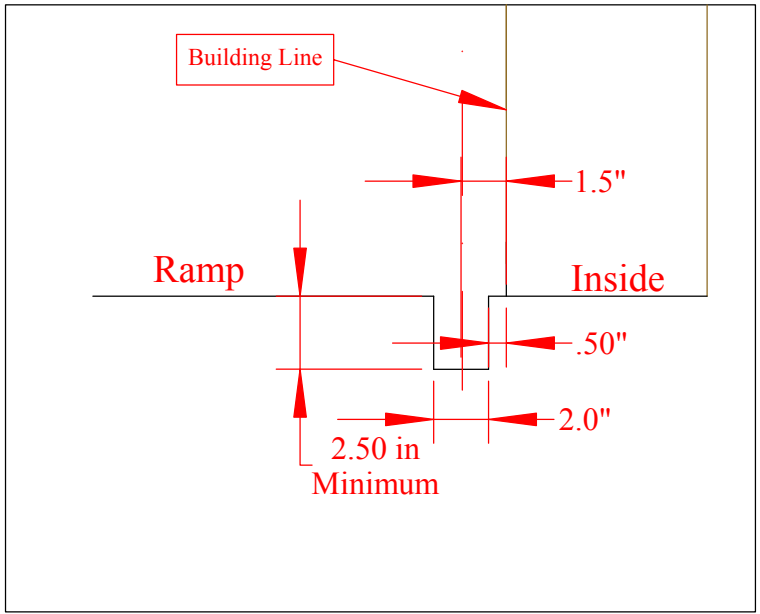 Building Line
1.5"
Ramp
Inside
.50"
2.0"
2.50 in
Minimum